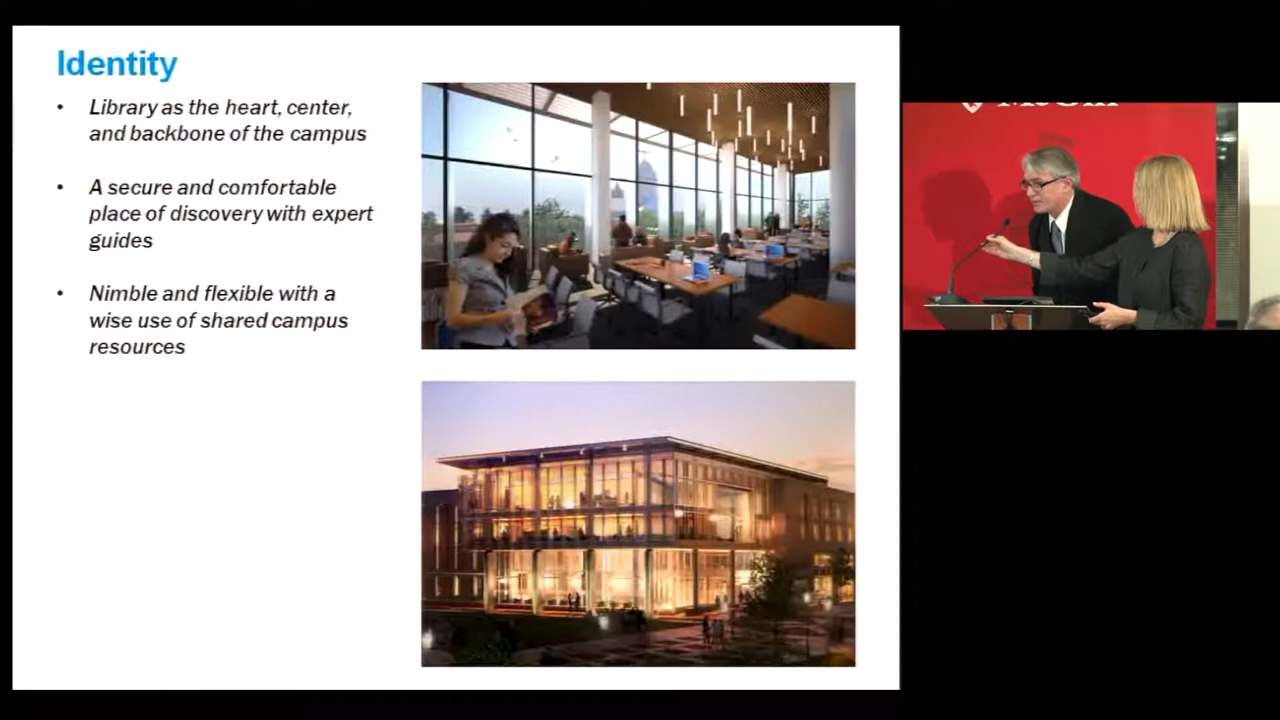 Identity
• Library as the heart, center,
and backbone of the campus
• A secure and comfortable
place of discovery with expert
guides
• Nimble and flexible with a
wise use of shared campus
resources
McGill